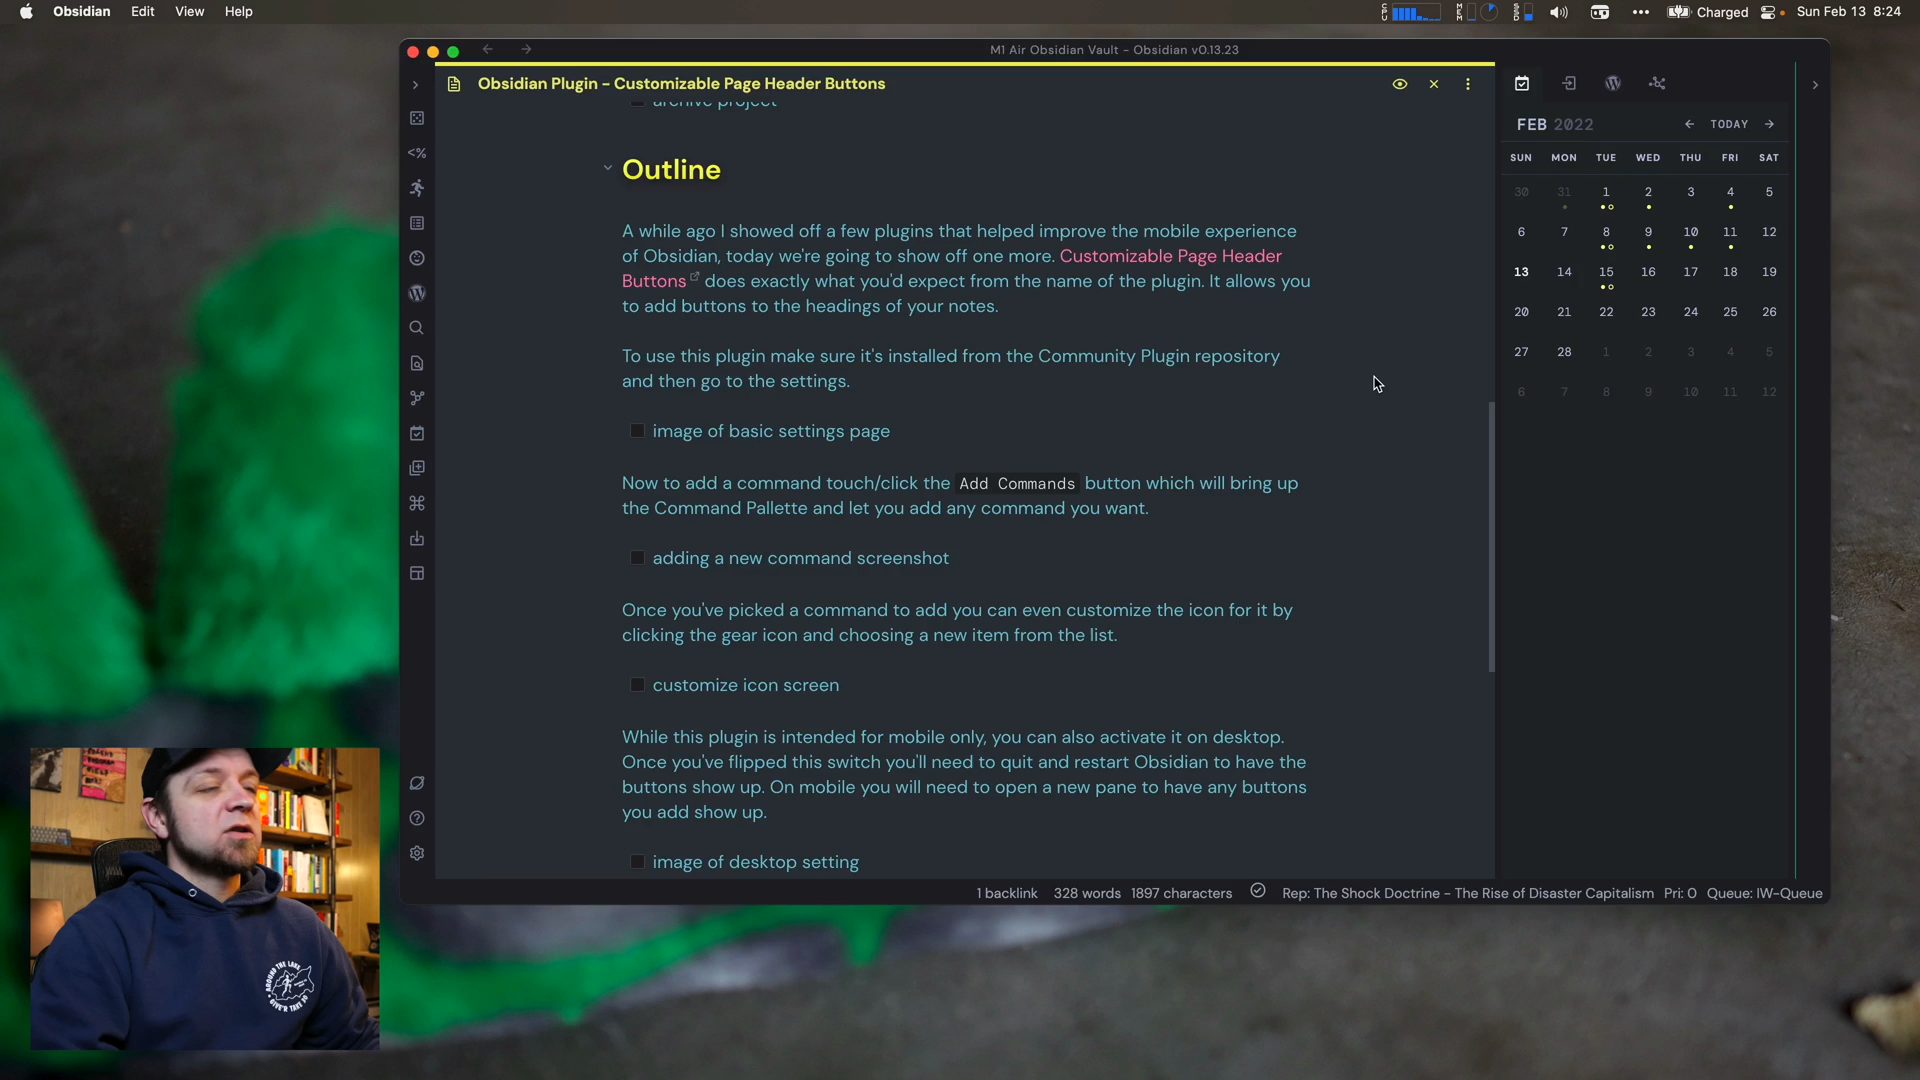 Obsidian Edit View Help
CPU MEM SSD Charged Sun Feb 13 8:24
M1 Air Obsidian Vault - Obsidian v0.13.23
Obsidian Plugin - Customizable Page Header Buttons
archive project
Outline
A while ago I showed off a few plugins that helped improve the mobile experience
of Obsidian, today we're going to show off one more. Customizable Page Header
Buttons does exactly what you'd expect from the name of the plugin. It allows you
to add buttons to the headings of your notes.
To use this plugin make sure it's installed from the Community Plugin repository
and then go to the settings.
image of basic settings page
Now to add a command touch/click the Add Commands button which will bring up
the Command Pallette and let you add any command you want.
adding a new command screenshot
Once you've picked a command to add you can even customize the icon for it by
clicking the gear icon and choosing a new item from the list.
customize icon screen
While this plugin is intended for mobile only, you can also activate it on desktop.
Once you've flipped this switch you'll need to quit and restart Obsidian to have the
buttons show up. On mobile you will need to open a new pane to have any buttons
you add show up.
image of desktop setting
FEB 2022 TODAY
SUN MON TUE WED THU FRI SAT
30 31 1 2 3 4 5
6 7 8 9 10 11 12
13 14 15 16 17 18 19
20 21 22 23 24 25 26
27 28 1 2 3 4 5
6 7 8 9 10 11 12
1 backlink 328 words 1897 characters Rep: The Shock Doctrine - The Rise of Disaster Capitalism Pri: 0 Queue: IW-Queue
AROUND THE LAKE
GIVE'R TAKE 30